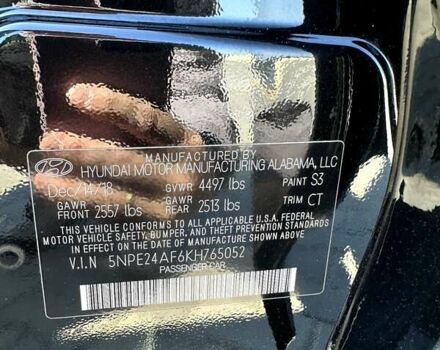 MANUFACTURED BY
HYUNDAI MOTOR MANUFACTURING ALABAMA, LLC
Dec/14/18 GVWR 4497 lbs PAINT S3
GAWR FRONT 2557 lbs GAWR REAR 2513 lbs TRIM CT
THIS VEHICLE CONFORMS TO ALL APPLICABLE U.S. FEDERAL
MOTOR VEHICLE SAFETY, BUMPER, AND THEFT PREVENTION STANDARDS
IN EFFECT ON THE DATE OF MANUFACTURE SHOWN ABOVE.
V.I.N 5NPE24AF6KH765052
PASSENGER CAR